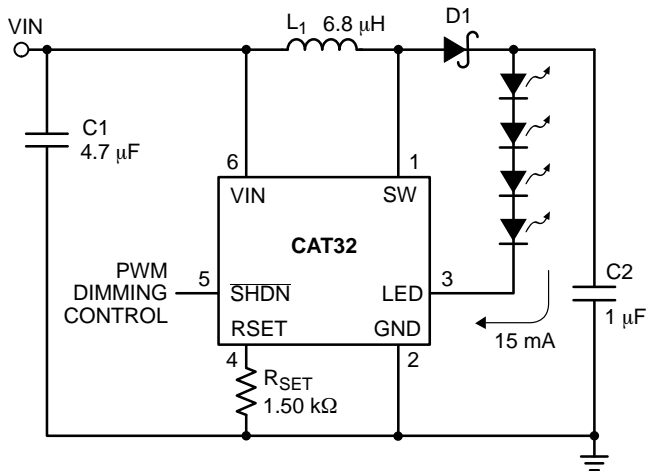 VIN
L1 6.8 μH
D1
C1
4.7 μF
6
1
VIN
SW
CAT32
PWM
DIMMING
CONTROL
5
SHDN
LED
3
RSET
GND
4
2
C2
1 μF
15 mA
RSET
1.50 kΩ